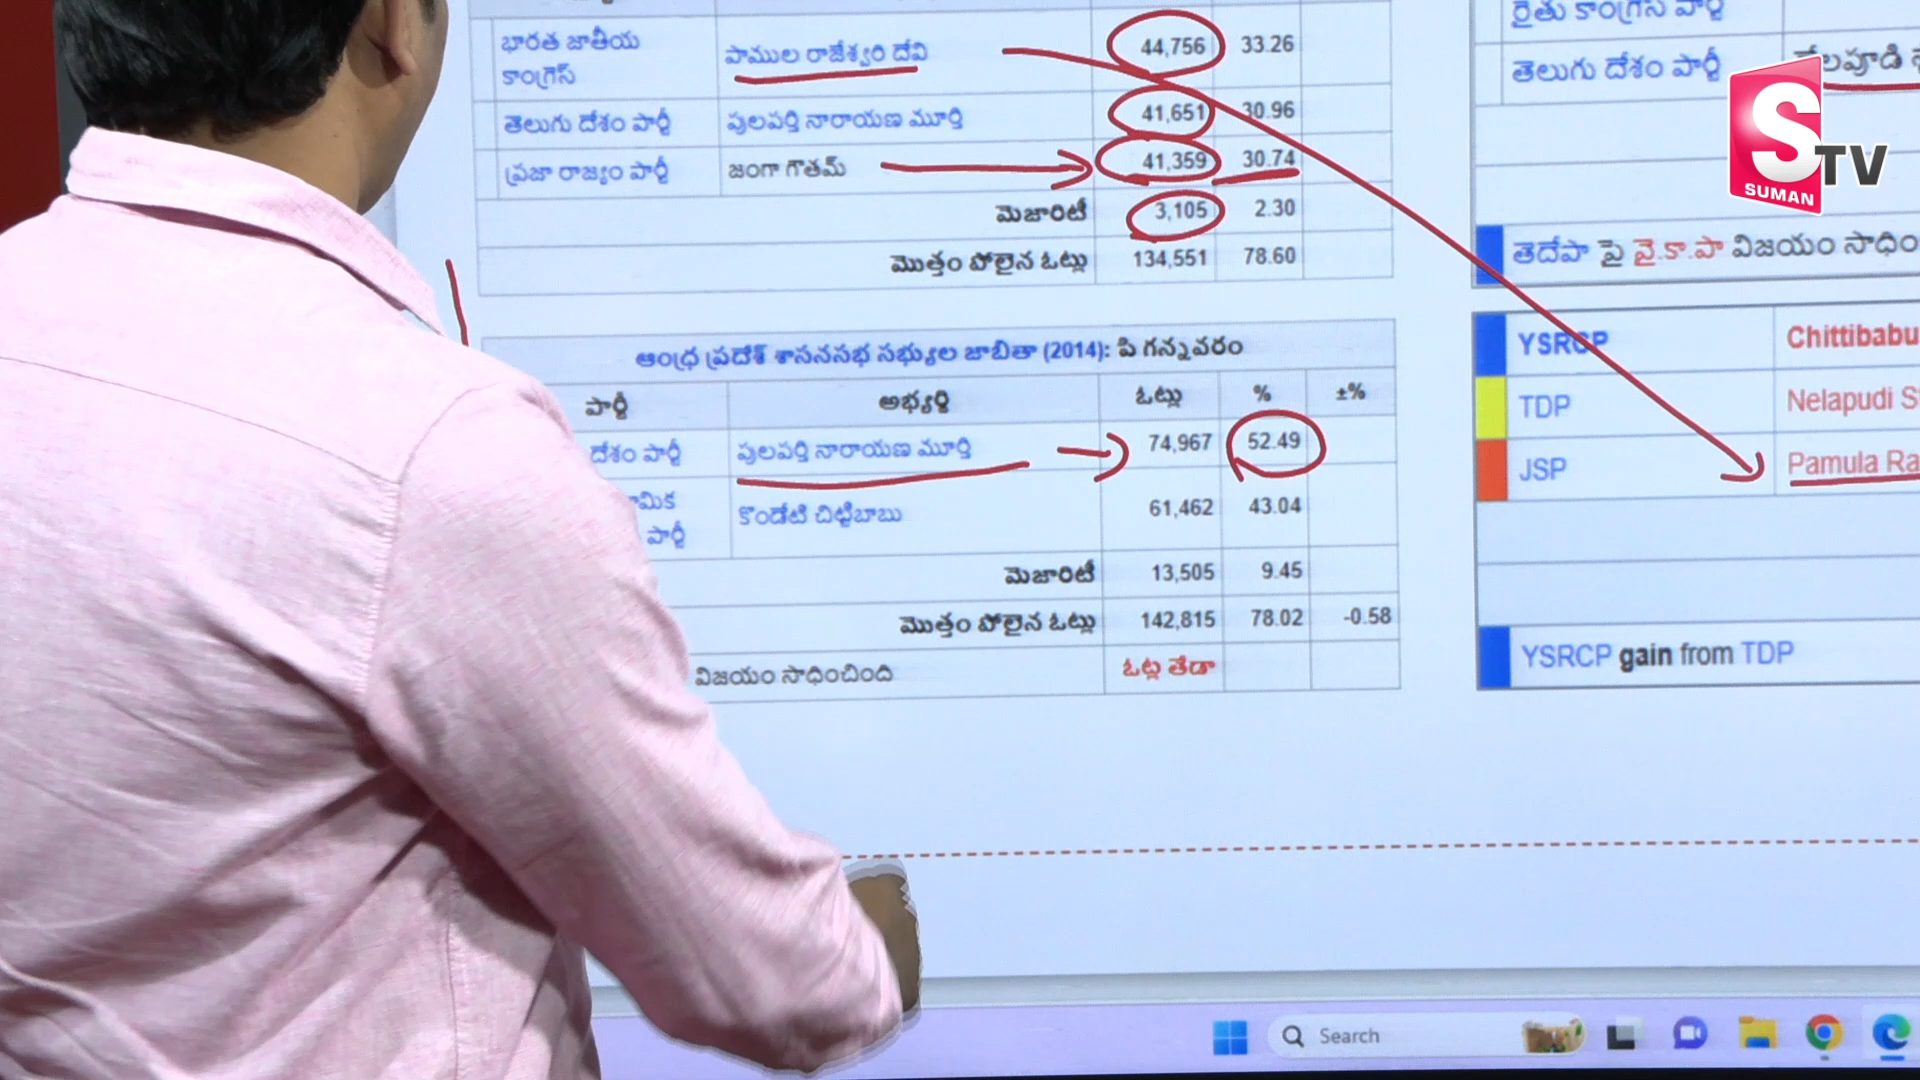 భారత జాతీయ కాంగ్రెస్ పాముల రాజేశ్వరి దేవి 44,756 33.26
తెలుగు దేశం పార్టీ పులపర్తి నారాయణ మూర్తి 41,651 30.96
ప్రజా రాజ్యం పార్టీ జంగా గౌతమ్ 41,359 30.74
మెజారిటీ 3,105 2.30
మొత్తం పోలైన ఓట్లు 134,551 78.60
ఆంధ్ర ప్రదేశ్ శాసనసభ సభ్యుల జాబితా (2014): పి గన్నవరం
పార్టీ అభ్యర్థి ఓట్లు % ±%
దేశం పార్టీ పులపర్తి నారాయణ మూర్తి 74,967 52.49
పార్టీ కొండేటి చిట్టిబాబు 61,462 43.04
మెజారిటీ 13,505 9.45
మొత్తం పోలైన ఓట్లు 142,815 78.02 -0.58
విజయం సాధించింది ఓట్ల తేడా
రైతు కాంగ్రెస్ పార్టీ
తెలుగు దేశం పార్టీ
తెదేపా పై వై.కా.పా విజయం
YSRCP Chittibabu
TDP Nelapudi
JSP Pamula
YSRCP gain from TDP
S TV
SUMAN
Search